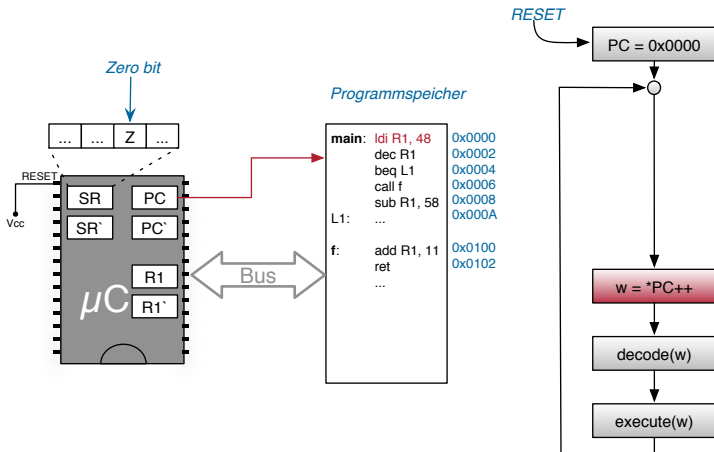 RESET
PC = 0x0000
Zero bit
Programmspeicher
... ... Z ...
main: ldi R1, 48 0x0000
dec R1 0x0002
beq L1 0x0004
call f 0x0006
sub R1, 58 0x0008
L1: ... 0x000A
f: add R1, 11 0x0100
ret 0x0102
...
RESET
Vcc
SR PC
SR` PC`
R1
R1`
µC
Bus
w = *PC++
decode(w)
execute(w)